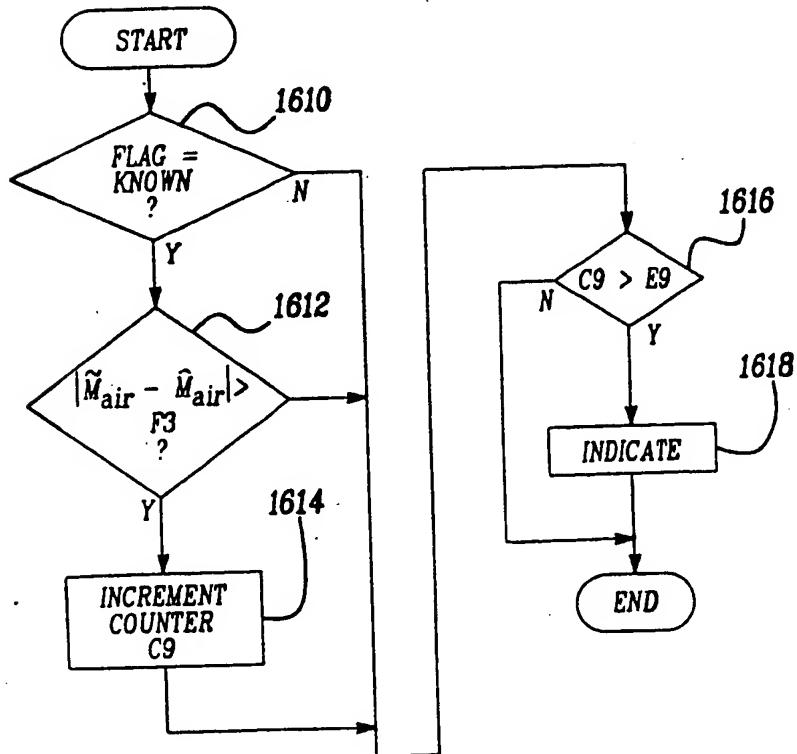 START
1610
FLAG =
KNOWN
?
N
Y
1612
|M̃air - M̂air|>
F3
?
Y
1614
INCREMENT
COUNTER
C9
1616
C9 > E9
N
Y
1618
INDICATE
END